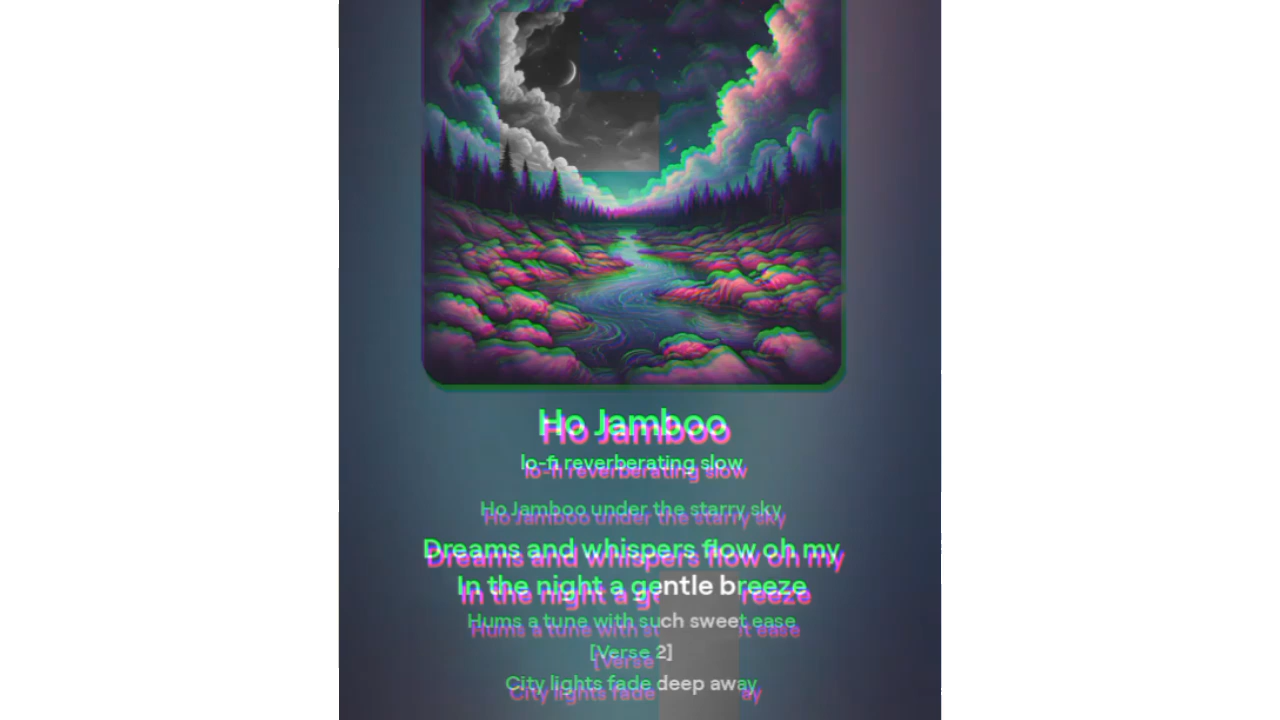 Ho Jamboo
lo-fi reverberating slow
Ho Jamboo under the starry sky
Dreams and whispers flow oh my
In the night a gentle breeze
Hums a tune with such sweet ease
[Verse 2]
City lights fade deep away